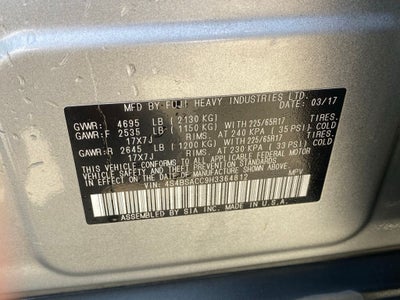 MFD BY FUJI HEAVY INDUSTRIES LTD. DATE: 03/17
GVWR: 4695 LB (2130 KG) TIRES,
GAWR:F 2535 LB (1150 KG) WITH 225/65R17
17X7J RIMS, AT 240 KPA (35 PSI) COLD
GAWR:R 2645 LB (1200 KG) WITH 225/65R17 TIRES,
17X7J RIMS, AT 230 KPA (33 PSI) COLD
THIS VEHICLE CONFORMS TO ALL APPLICABLE FEDERAL MOTOR
VEHICLE SAFETY AND THEFT PREVENTION STANDARDS IN
EFFECT ON THE DATE OF MANUFACTURE SHOWN ABOVE.
VIN: 4S4BSACC9H3364812 MPV
ASSEMBLED BY SIA INC. MADE IN U.S.A.